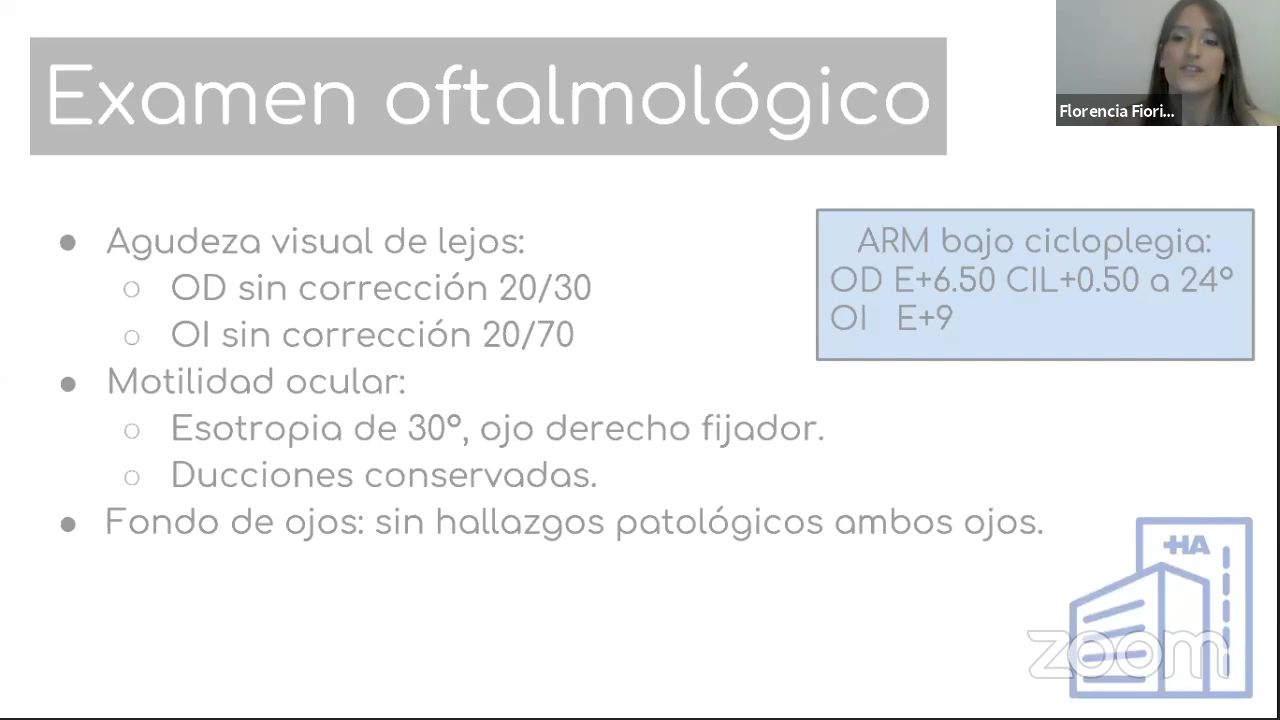 Examen oftalmológico
Florencia Fiori...
● Agudeza visual de lejos:
○ OD sin corrección 20/30
○ OI sin corrección 20/70
● Motilidad ocular:
○ Esotropia de 30°, ojo derecho fijador.
○ Ducciones conservadas.
● Fondo de ojos: sin hallazgos patológicos ambos ojos.
ARM bajo cicloplegia:
OD E+6.50 CIL+0.50 a 24°
OI E+9
HA
zoom